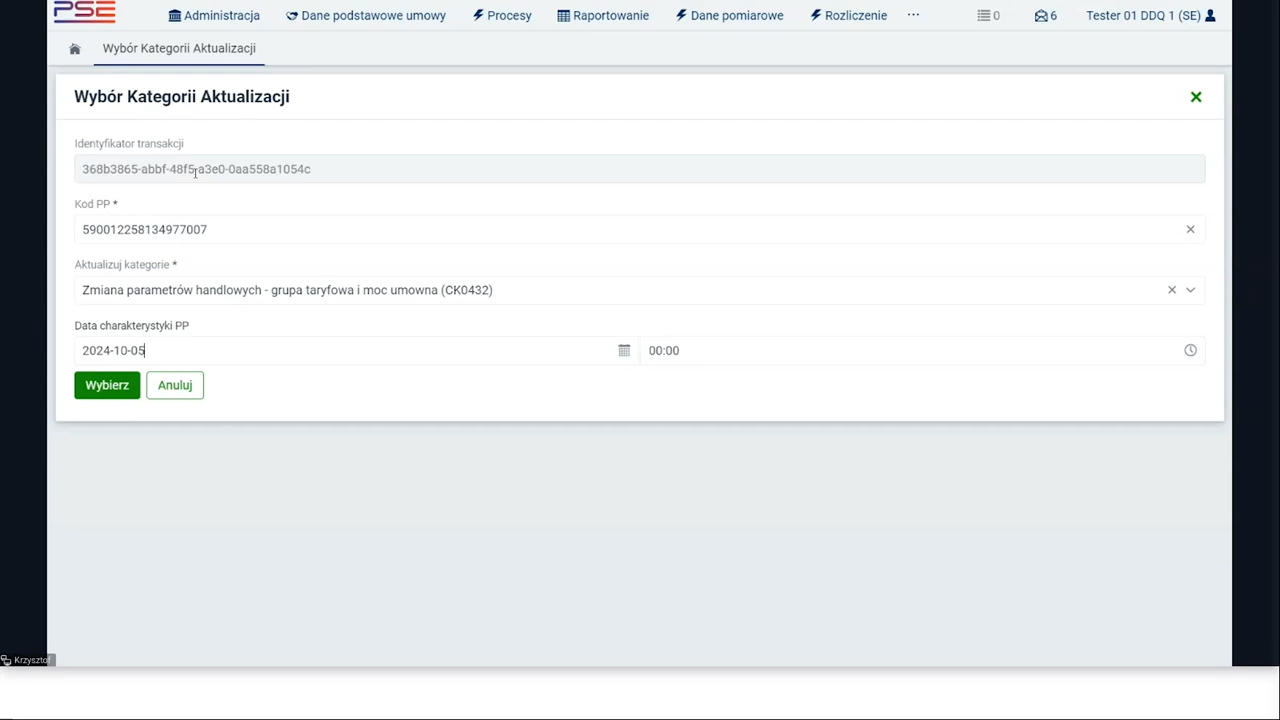 PSE
Administracja Dane podstawowe umowy Procesy Raportowanie Dane pomiarowe Rozliczenie ... 0 6 Tester 01 DDQ 1 (SE)
Wybór Kategorii Aktualizacji
Wybór Kategorii Aktualizacji
Identyfikator transakcji
368b3865-abbf-48f5-a3e0-0aa558a1054c
Kod PP *
590012258134977007
Aktualizuj kategorie *
Zmiana parametrów handlowych - grupa taryfowa i moc umowna (CK0432)
Data charakterystyki PP
2024-10-05 00:00
Wybierz Anuluj
Krzysztof